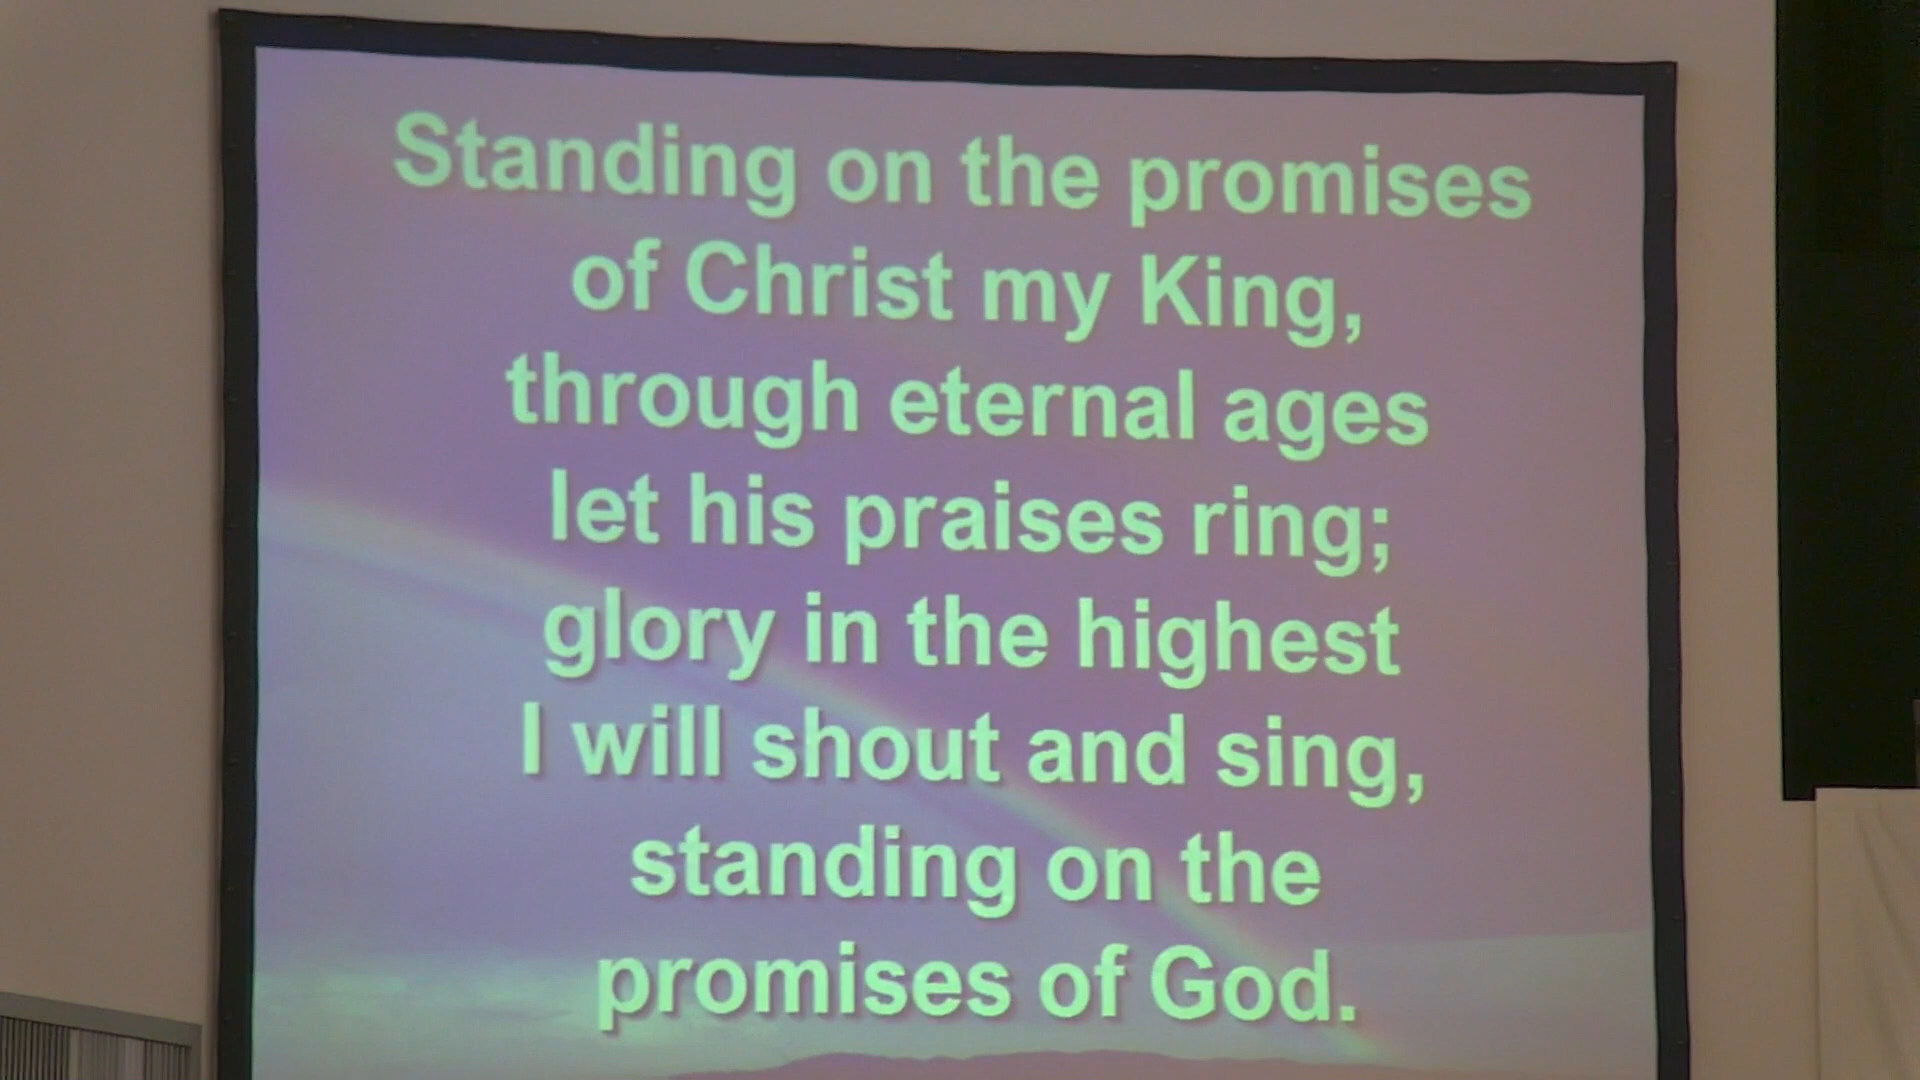 Standing on the promises
of Christ my King,
through eternal ages
let his praises ring;
glory in the highest
I will shout and sing,
standing on the
promises of God.